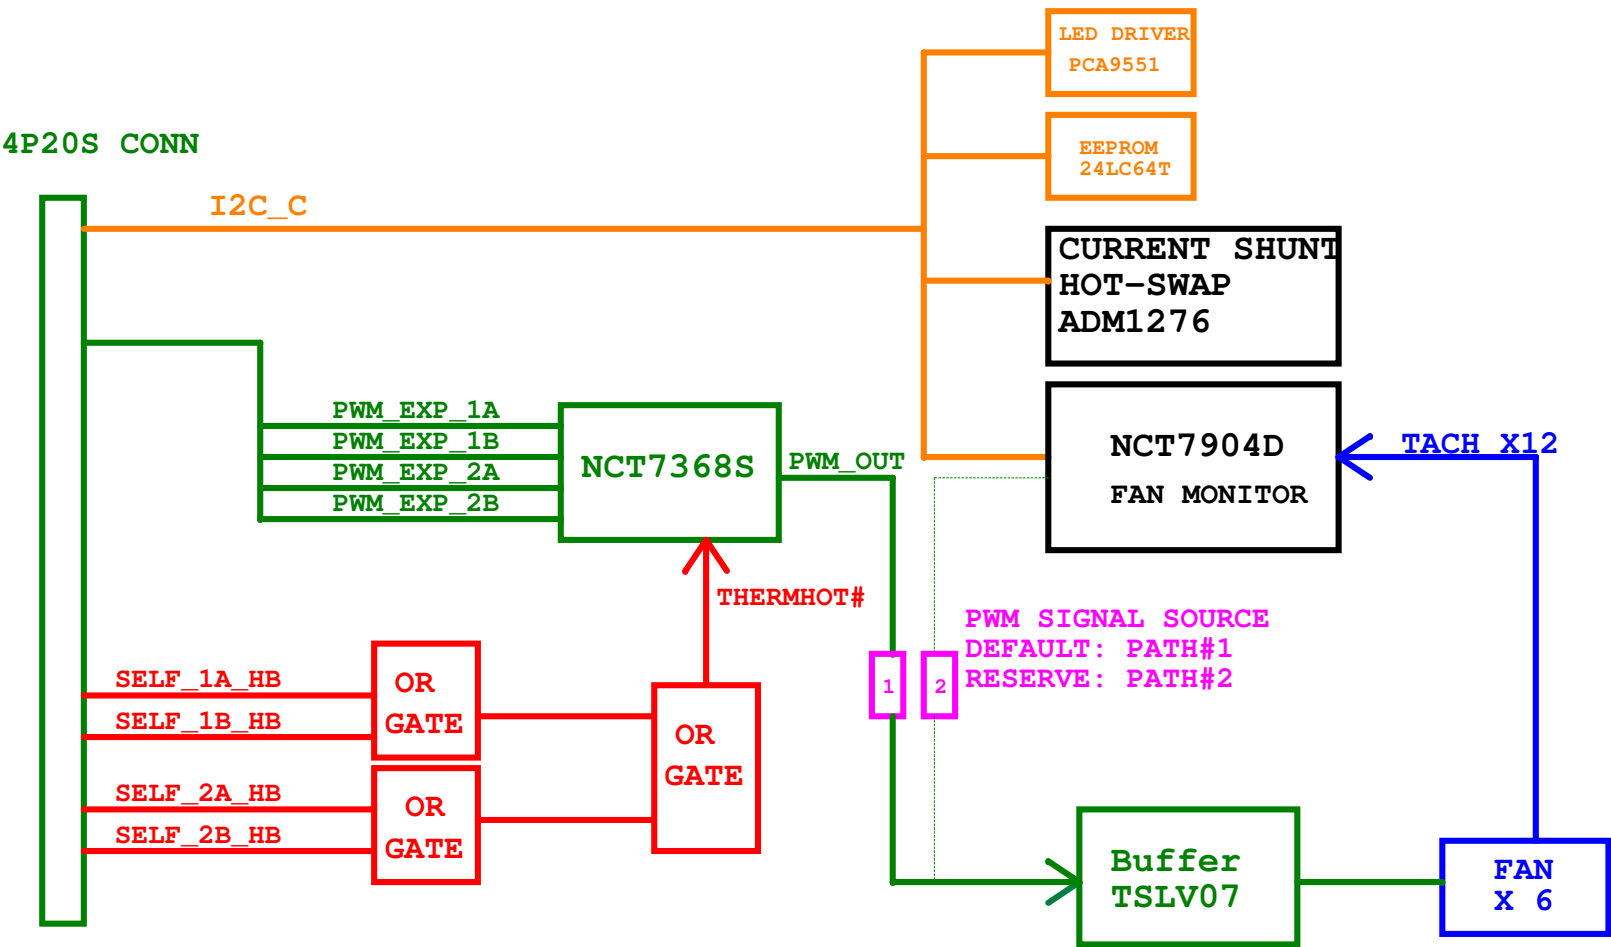 LED DRIVER
PCA9551
4P20S CONN
EEPROM
24LC64T
I2C_C
CURRENT SHUNT
HOT-SWAP
ADM1276
PWM_EXP_1A
PWM_EXP_1B
PWM_EXP_2A
PWM_EXP_2B
NCT7368S
PWM_OUT
NCT7904D
FAN MONITOR
TACH X12
THERMHOT#
PWM SIGNAL SOURCE
DEFAULT: PATH#1
RESERVE: PATH#2
1
2
SELF_1A_HB
SELF_1B_HB
OR
GATE
OR
GATE
SELF_2A_HB
SELF_2B_HB
OR
GATE
Buffer
TSLV07
FAN
X 6